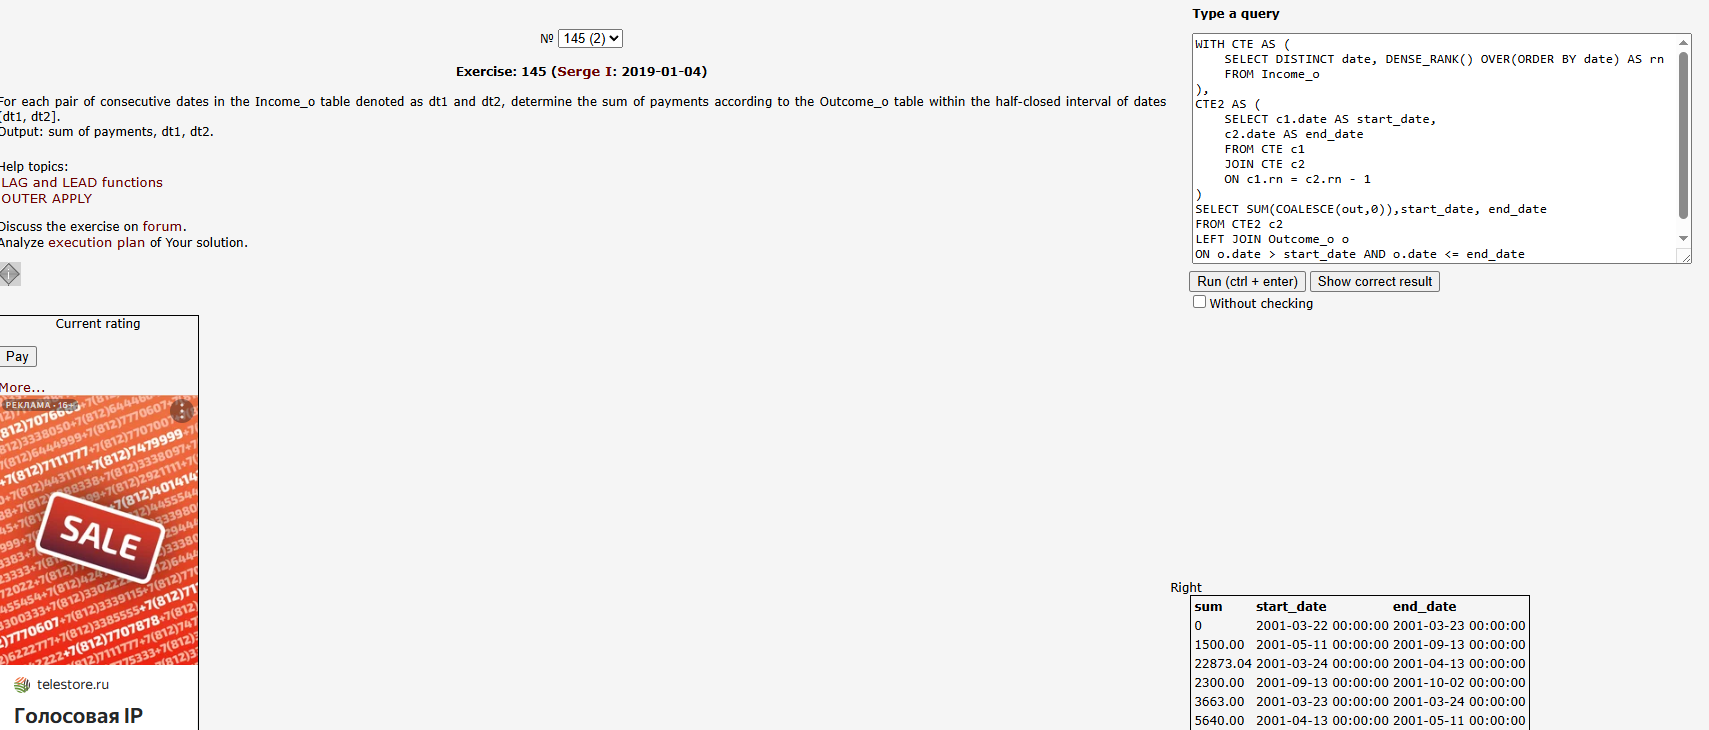 № 145 (2)
Exercise: 145 (Serge I: 2019-01-04)
For each pair of consecutive dates in the Income_o table denoted as dt1 and dt2, determine the sum of payments according to the Outcome_o table within the half-closed interval of dates
(dt1, dt2].
Output: sum of payments, dt1, dt2.
Help topics:
LAG and LEAD functions
OUTER APPLY
Discuss the exercise on forum.
Analyze execution plan of Your solution.
Current rating
Pay
More...
РЕКЛАМА • 16+
SALE
telestore.ru
Голосовая IP
Type a query
WITH CTE AS (
SELECT DISTINCT date, DENSE_RANK() OVER(ORDER BY date) AS rn
FROM Income_o
),
CTE2 AS (
SELECT c1.date AS start_date,
c2.date AS end_date
FROM CTE c1
JOIN CTE c2
ON c1.rn = c2.rn - 1
)
SELECT SUM(COALESCE(out,0)),start_date, end_date
FROM CTE2 c2
LEFT JOIN Outcome_o o
ON o.date > start_date AND o.date <= end_date
Run (ctrl + enter) Show correct result
Without checking
Right
sum start_date end_date
0 2001-03-22 00:00:00 2001-03-23 00:00:00
1500.00 2001-05-11 00:00:00 2001-09-13 00:00:00
22873.04 2001-03-24 00:00:00 2001-04-13 00:00:00
2300.00 2001-09-13 00:00:00 2001-10-02 00:00:00
3663.00 2001-03-23 00:00:00 2001-03-24 00:00:00
5640.00 2001-04-13 00:00:00 2001-05-11 00:00:00